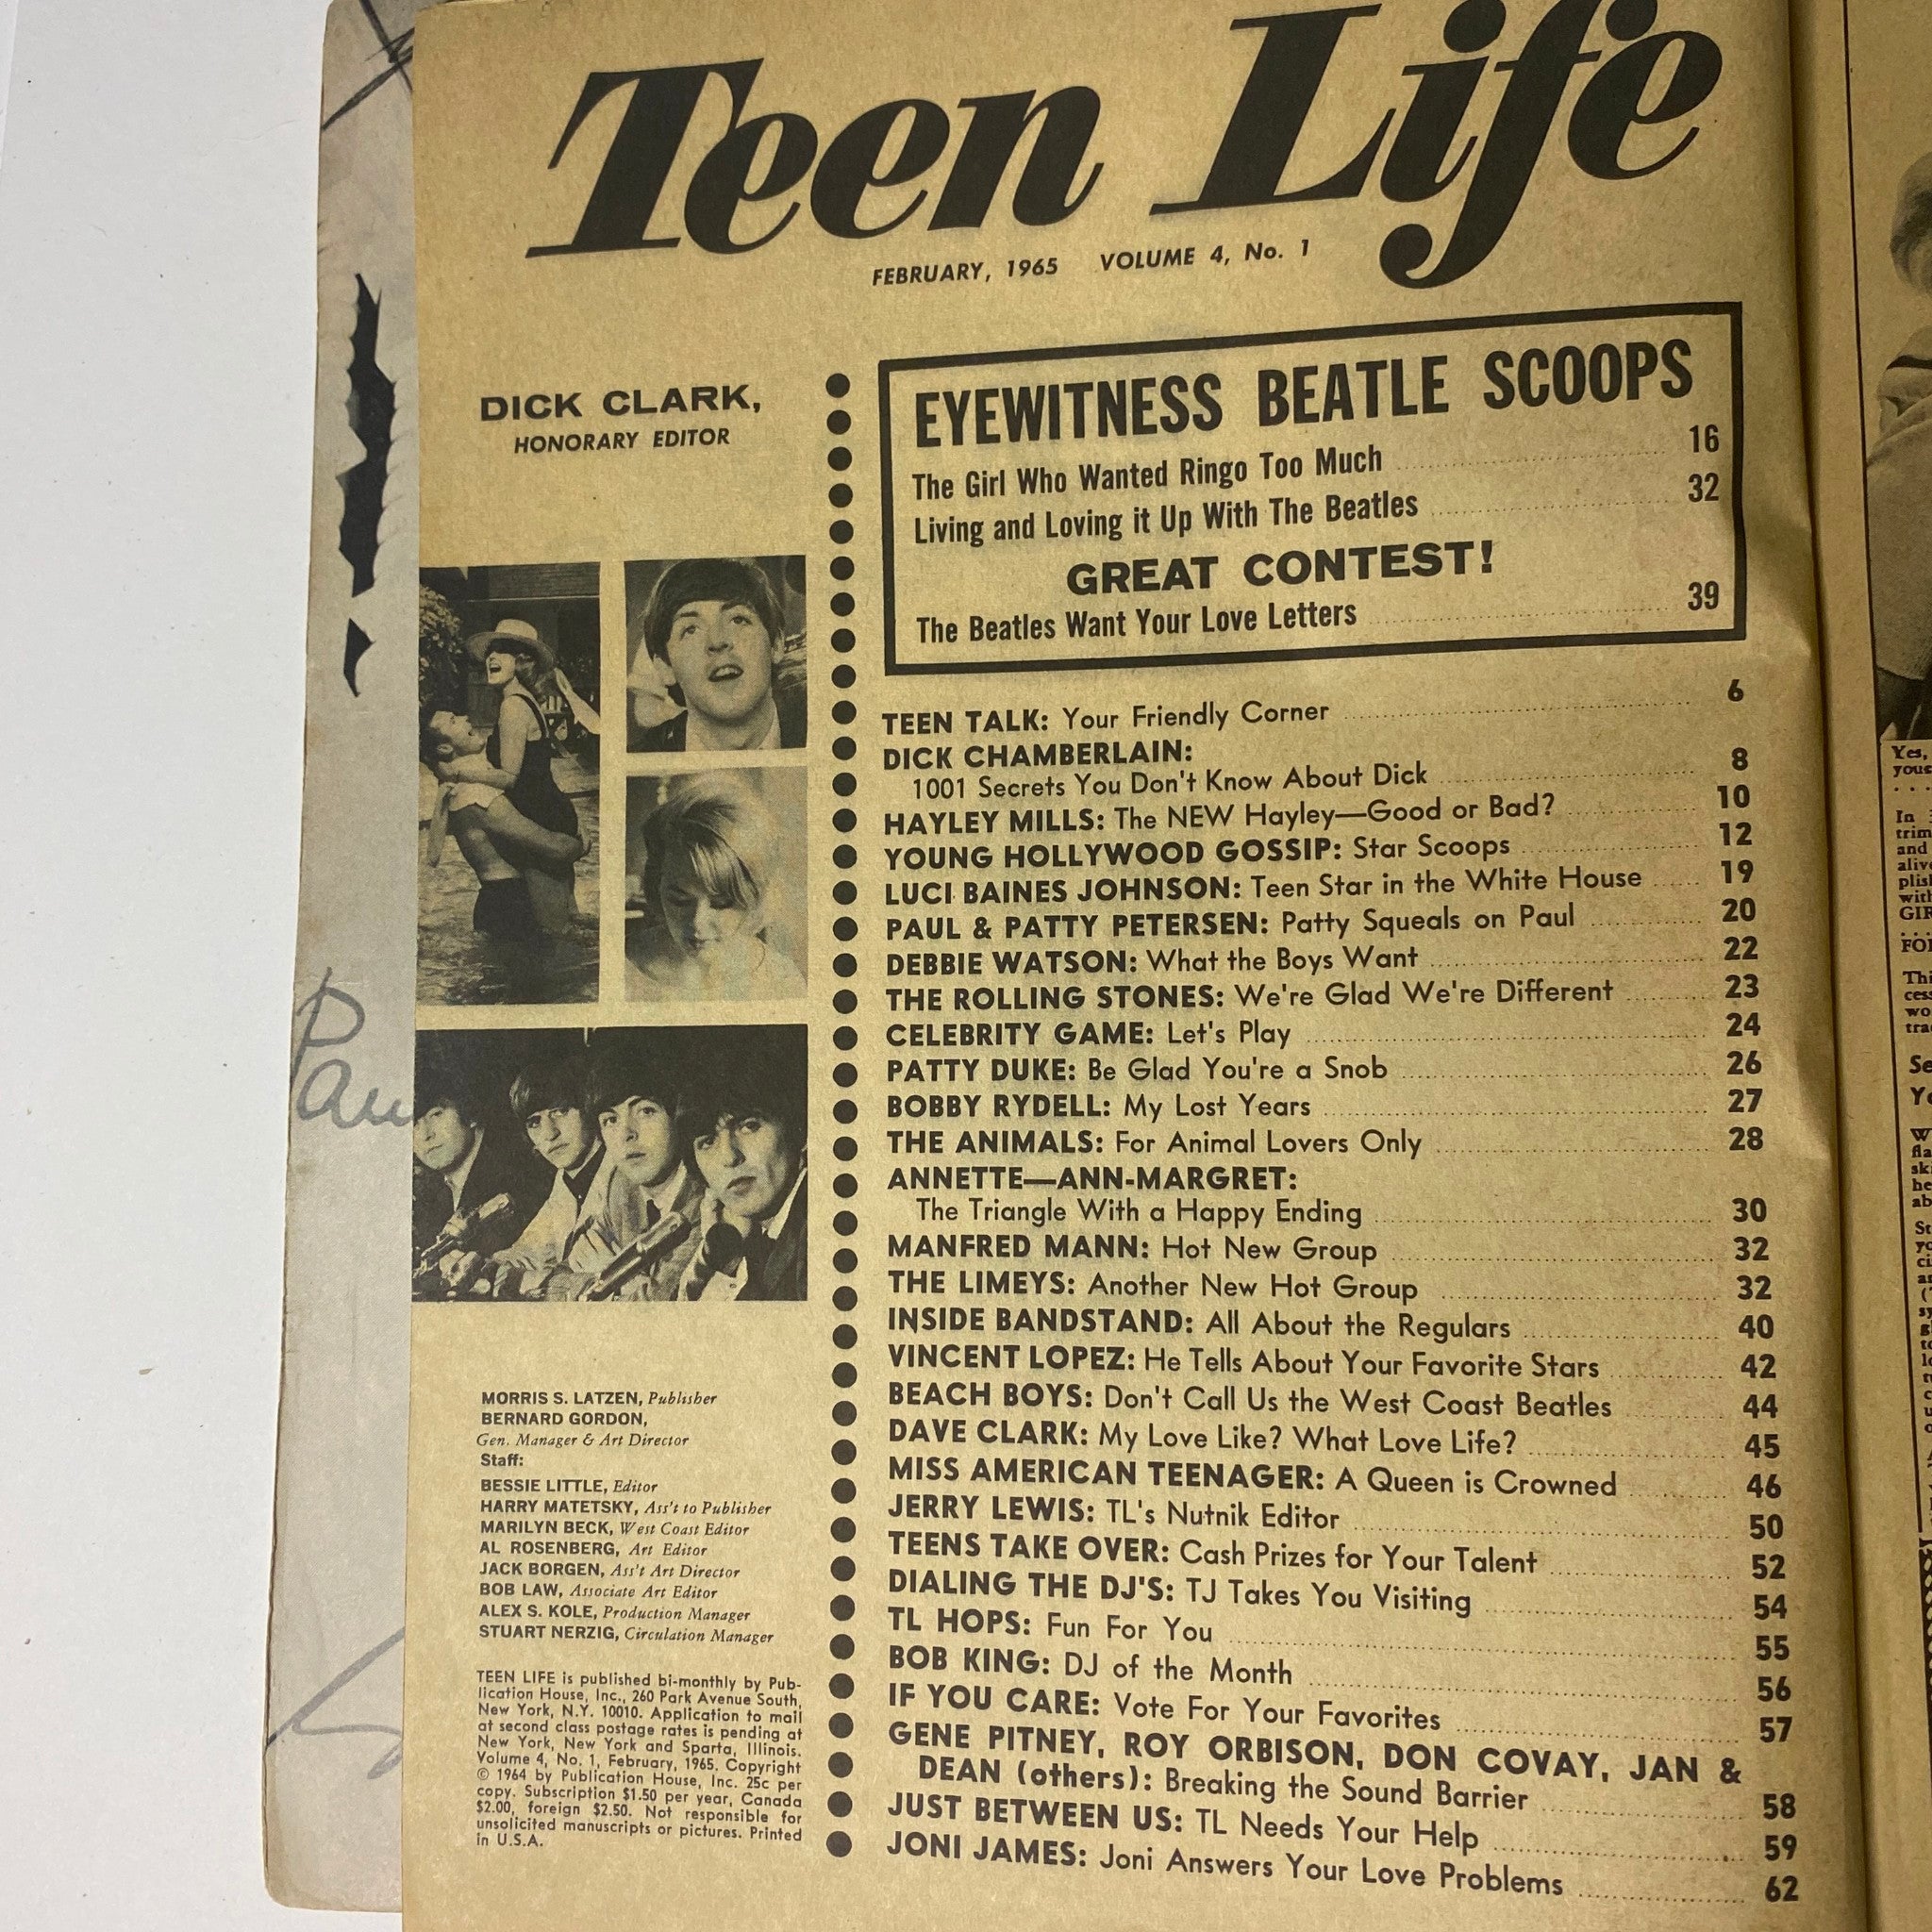 Teen Life
FEBRUARY, 1965 VOLUME 4, No. 1
DICK CLARK,
HONORARY EDITOR
EYEWITNESS BEATLE SCOOPS
The Girl Who Wanted Ringo Too Much 16
Living and Loving it Up With The Beatles 32
GREAT CONTEST!
The Beatles Want Your Love Letters 39
TEEN TALK: Your Friendly Corner 6
DICK CHAMBERLAIN:
1001 Secrets You Don't Know About Dick 8
HAYLEY MILLS: The NEW Hayley—Good or Bad? 10
YOUNG HOLLYWOOD GOSSIP: Star Scoops 12
LUCI BAINES JOHNSON: Teen Star in the White House 19
PAUL & PATTY PETERSEN: Patty Squeals on Paul 20
DEBBIE WATSON: What the Boys Want 22
THE ROLLING STONES: We're Glad We're Different 23
CELEBRITY GAME: Let's Play 24
PATTY DUKE: Be Glad You're a Snob 26
BOBBY RYDELL: My Lost Years 27
THE ANIMALS: For Animal Lovers Only 28
ANNETTE—ANN-MARGRET:
The Triangle With a Happy Ending 30
MANFRED MANN: Hot New Group 32
THE LIMEYS: Another New Hot Group 32
INSIDE BANDSTAND: All About the Regulars 40
VINCENT LOPEZ: He Tells About Your Favorite Stars 42
BEACH BOYS: Don't Call Us the West Coast Beatles 44
DAVE CLARK: My Love Like? What Love Life? 45
MISS AMERICAN TEENAGER: A Queen is Crowned 46
JERRY LEWIS: TL's Nutnik Editor 50
TEENS TAKE OVER: Cash Prizes for Your Talent 52
DIALING THE DJ'S: TJ Takes You Visiting 54
TL HOPS: Fun For You 55
BOB KING: DJ of the Month 56
IF YOU CARE: Vote For Your Favorites 57
GENE PITNEY, ROY ORBISON, DON COVAY, JAN &
DEAN (others): Breaking the Sound Barrier 58
JUST BETWEEN US: TL Needs Your Help 59
JONI JAMES: Joni Answers Your Love Problems 62
MORRIS S. LATZEN, Publisher
BERNARD GORDON,
Gen. Manager & Art Director
Staff:
BESSIE LITTLE, Editor
HARRY MATETSKY, Ass't to Publisher
MARILYN BECK, West Coast Editor
AL ROSENBERG, Art Editor
JACK BORGEN, Ass't Art Director
BOB LAW, Associate Art Editor
ALEX S. KOLE, Production Manager
STUART NERZIG, Circulation Manager
TEEN LIFE is published bi-monthly by Pub-
lication House, Inc., 260 Park Avenue South,
New York, N.Y. 10010. Application to mail
at second class postage rates is pending at
New York, New York and Sparta, Illinois.
Volume 4, No. 1, February, 1965. Copyright
© 1964 by Publication House, Inc. 25c per
copy. Subscription $1.50 per year, Canada
$2.00, foreign $2.50. Not responsible for
unsolicited manuscripts or pictures. Printed
in U.S.A.
Pau
Yes,
In
trim
and
with